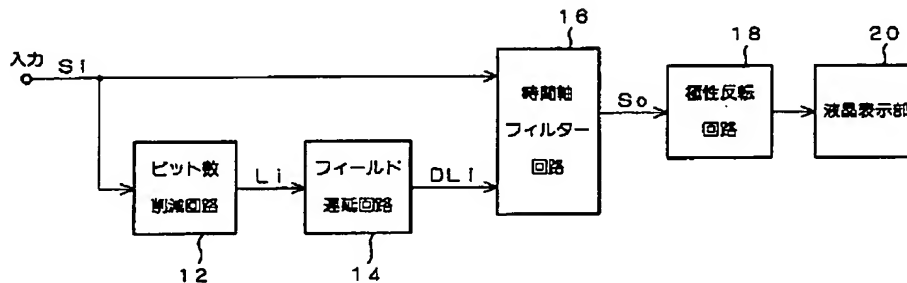 16
18
20
入力
Si
時間軸
フィルター
回路
So
極性反転
回路
液晶表示部
ビット数
削減回路
Li
フィールド
遅延回路
DLi
12
14